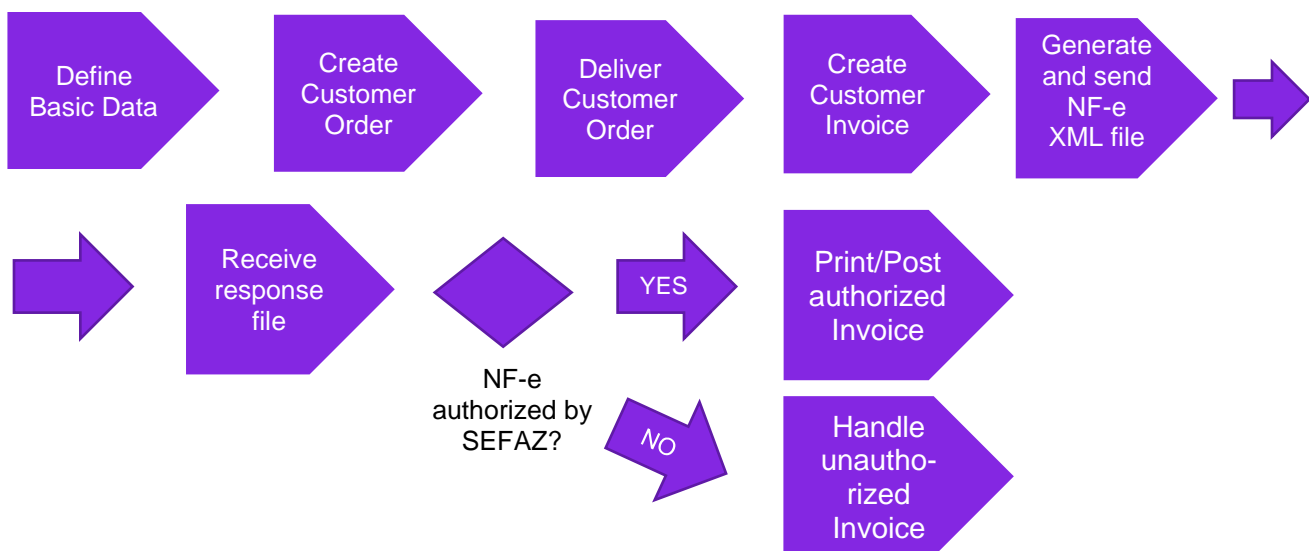 Define
Basic Data
Create
Customer
Order
Deliver
Customer
Order
Create
Customer
Invoice
Generate
and send
NF-e
XML file
Receive
response
file
NF-e
authorized by
SEFAZ?
YES
Print/Post
authorized
Invoice
NO
Handle
unautho-
rized
Invoice